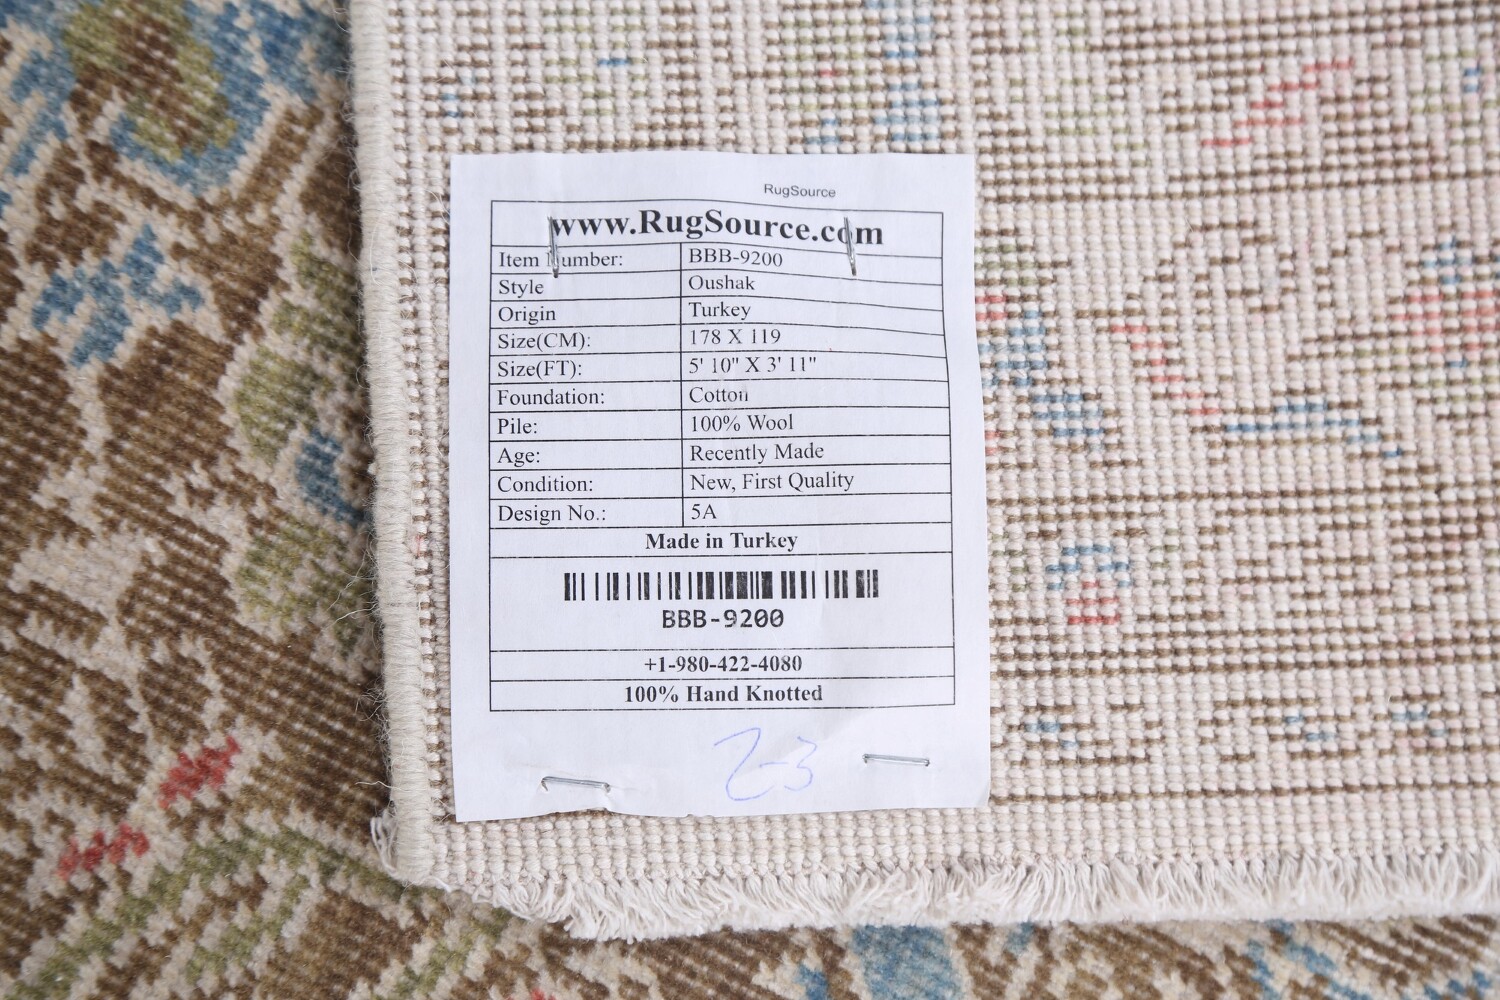 RugSource
www.RugSource.com
Item Number: BBB-9200
Style Oushak
Origin Turkey
Size(CM): 178 X 119
Size(FT): 5' 10" X 3' 11"
Foundation: Cotton
Pile: 100% Wool
Age: Recently Made
Condition: New, First Quality
Design No.: 5A
Made in Turkey
BBB-9200
+1-980-422-4080
100% Hand Knotted